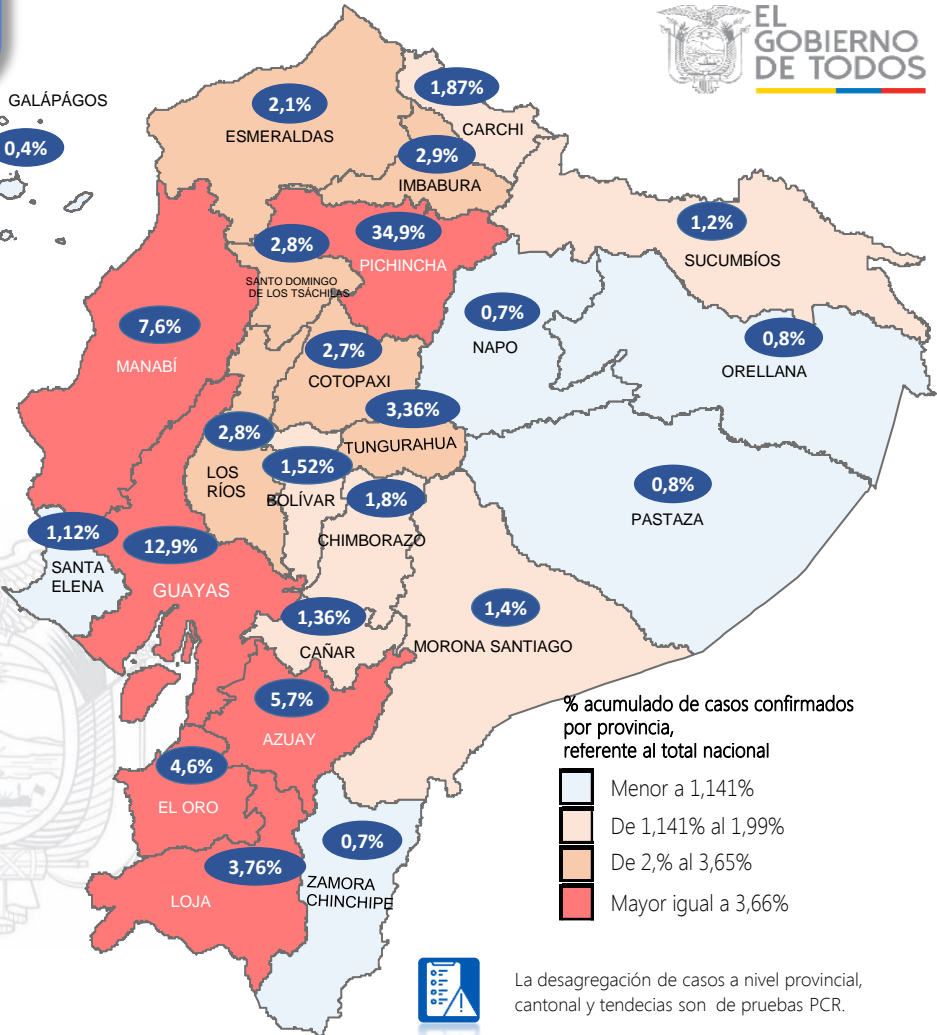 EL
GOBIERNO
DE TODOS
GALÁPÁGOS
0,4%
2,1%
ESMERALDAS
1,87%
CARCHI
2,9%
IMBABURA
1,2%
SUCUMBÍOS
2,8%
SANTO DOMINGO
DE LOS TSÁCHILAS
34,9%
PICHINCHA
7,6%
MANABÍ
0,7%
NAPO
0,8%
ORELLANA
2,7%
COTOPAXI
3,36%
TUNGURAHUA
2,8%
LOS
RÍOS
1,52%
BOLÍVAR
1,8%
CHIMBORAZO
0,8%
PASTAZA
1,12%
SANTA
ELENA
12,9%
GUAYAS
1,36%
CAÑAR
1,4%
MORONA SANTIAGO
5,7%
AZUAY
4,6%
EL ORO
3,76%
LOJA
0,7%
ZAMORA
CHINCHIPE
% acumulado de casos confirmados
por provincia,
referente al total nacional
Menor a 1,141%
De 1,141% al 1,99%
De 2,% al 3,65%
Mayor igual a 3,66%
La desagregación de casos a nivel provincial,
cantonal y tendecias son de pruebas PCR.